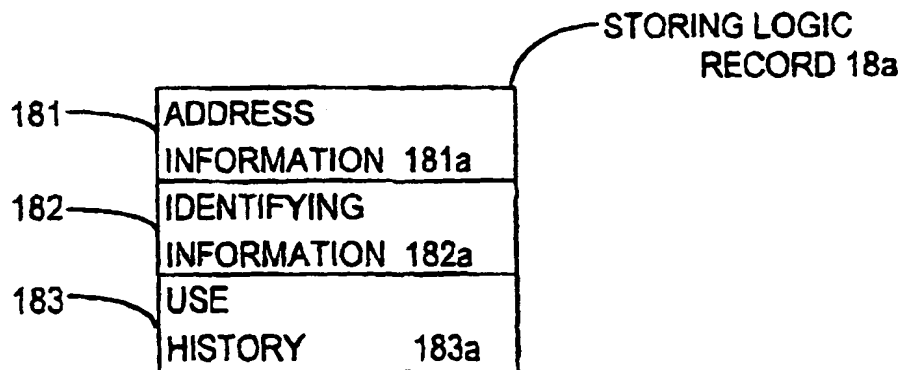 STORING LOGIC
RECORD 18a
181
ADDRESS
INFORMATION 181a
182
IDENTIFYING
INFORMATION 182a
183
USE
HISTORY 183a